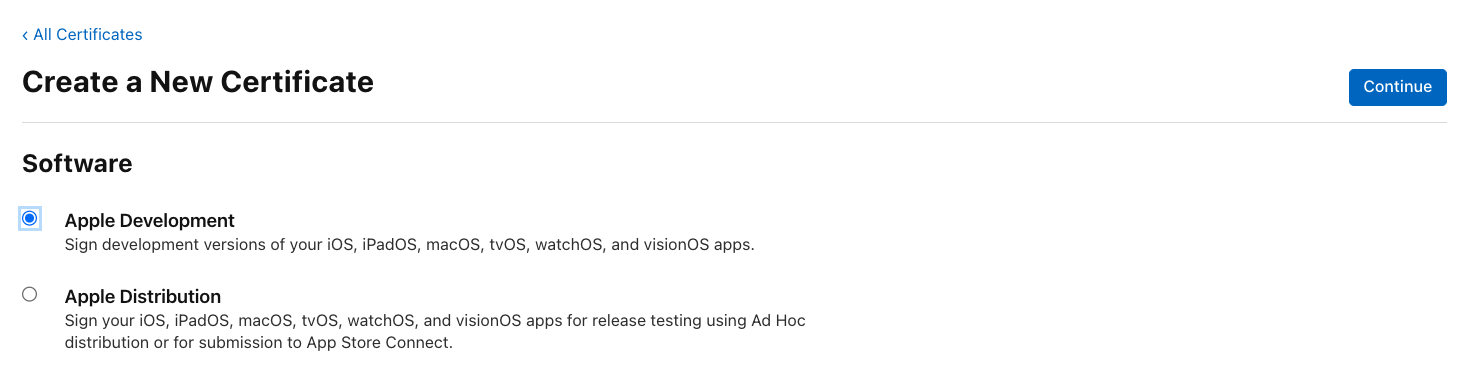 ‹ All Certificates
Create a New Certificate
Continue
Software
Apple Development
Sign development versions of your iOS, iPadOS, macOS, tvOS, watchOS, and visionOS apps.
Apple Distribution
Sign your iOS, iPadOS, macOS, tvOS, watchOS, and visionOS apps for release testing using Ad Hoc
distribution or for submission to App Store Connect.